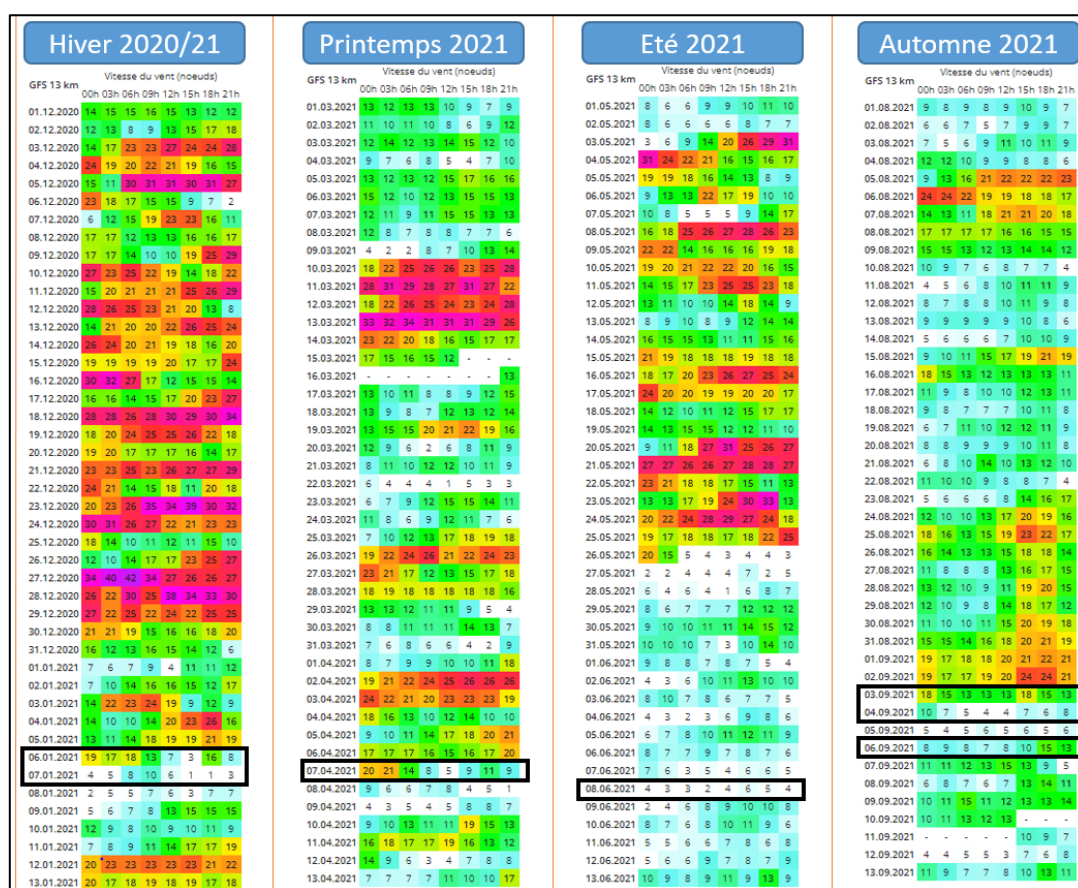 Hiver 2020/21
Vitesse du vent (noeuds)
GFS 13 km
00h 03h 06h 09h 12h 15h 18h 21h
01.12.2020 14 15 15 16 15 13 12 12
02.12.2020 12 13 8 9 13 15 17 18
03.12.2020 14 17 23 23 27 24 24 28
04.12.2020 24 19 20 22 21 19 16 15
05.12.2020 15 11 30 31 31 30 31 27
06.12.2020 23 18 17 15 15 9 7 2
07.12.2020 6 12 15 19 23 23 16 11
08.12.2020 17 17 12 13 13 16 16 17
09.12.2020 17 17 14 10 10 19 25 29
10.12.2020 27 23 25 22 19 14 18 22
11.12.2020 15 20 21 21 21 25 26 29
12.12.2020 28 26 25 23 21 20 13 8
13.12.2020 14 21 20 20 22 26 25 24
14.12.2020 26 24 20 21 19 18 16 20
15.12.2020 19 19 19 19 20 17 17 24
16.12.2020 30 32 27 17 12 15 15 14
17.12.2020 16 16 14 15 17 20 23 27
18.12.2020 28 28 26 28 30 29 30 34
19.12.2020 18 20 24 25 25 26 22 18
20.12.2020 19 20 17 17 17 16 14 17
21.12.2020 23 23 25 23 26 27 27 29
22.12.2020 24 21 14 15 18 11 20 18
23.12.2020 20 23 26 35 34 39 30 32
24.12.2020 30 31 26 27 22 21 23 23
25.12.2020 18 14 10 11 12 11 15 10
26.12.2020 12 10 14 17 17 23 25 27
27.12.2020 34 40 42 34 27 26 26 27
28.12.2020 26 22 30 25 38 34 33 30
29.12.2020 27 22 25 22 24 22 25 25
30.12.2020 21 21 19 15 16 16 18 20
31.12.2020 16 12 13 16 15 14 12 6
01.01.2021 7 6 7 9 4 11 11 12
02.01.2021 7 10 14 16 16 15 12 17
03.01.2021 14 22 23 24 19 9 12 9
04.01.2021 14 10 10 14 20 23 26 16
05.01.2021 13 11 14 18 19 19 21 19
06.01.2021 19 17 18 13 7 3 16 8
07.01.2021 4 5 8 10 6 1 1 3
08.01.2021 2 5 5 7 6 3 7 7
09.01.2021 5 6 7 8 13 15 15 15
10.01.2021 12 9 8 10 9 10 11 9
11.01.2021 7 8 9 11 14 17 17 19
12.01.2021 20 23 23 23 23 23 21 22
13.01.2021 20 17 18 19 18 19 17 18
Printemps 2021
Vitesse du vent (noeuds)
GFS 13 km
00h 03h 06h 09h 12h 15h 18h 21h
01.03.2021 13 12 13 13 10 9 7 9
02.03.2021 11 10 11 10 8 6 9 12
03.03.2021 12 14 12 13 14 15 12 10
04.03.2021 9 7 6 8 5 4 7 10
05.03.2021 13 12 13 12 15 17 16 16
06.03.2021 15 12 10 12 13 15 15 13
07.03.2021 12 11 9 11 15 15 13 13
08.03.2021 12 8 7 8 8 7 7 6
09.03.2021 4 2 2 8 7 10 13 14
10.03.2021 18 22 25 26 26 23 25 28
11.03.2021 28 31 29 28 27 31 27 22
12.03.2021 18 22 26 25 24 23 24 28
13.03.2021 33 32 34 31 31 31 29 26
14.03.2021 23 22 20 18 16 15 17 17
15.03.2021 17 15 16 15 12 - - -
16.03.2021 - - - - - - - 13
17.03.2021 13 10 11 8 8 9 12 15
18.03.2021 13 9 8 7 12 13 12 14
19.03.2021 13 15 15 20 21 22 19 16
20.03.2021 12 9 6 2 6 8 11 9
21.03.2021 8 11 10 12 12 10 11 9
22.03.2021 6 4 4 4 1 5 3 3
23.03.2021 6 7 9 12 15 15 14 11
24.03.2021 11 8 6 9 12 11 7 6
25.03.2021 7 10 12 13 17 18 19 18
26.03.2021 19 22 24 26 21 22 24 23
27.03.2021 23 21 17 12 13 15 17 18
28.03.2021 18 19 18 18 18 18 18 16
29.03.2021 13 13 12 11 11 9 5 4
30.03.2021 8 8 11 11 11 14 13 7
31.03.2021 7 6 8 6 6 4 2 9
01.04.2021 8 7 9 9 10 10 11 18
02.04.2021 19 21 22 24 25 26 26 26
03.04.2021 24 22 21 20 23 23 23 19
04.04.2021 18 16 13 10 12 14 10 10
05.04.2021 9 10 11 14 17 18 20 21
06.04.2021 17 17 17 16 15 16 17 20
07.04.2021 20 21 14 8 5 9 11 9
08.04.2021 9 6 6 7 8 4 5 1
09.04.2021 4 3 5 4 5 8 8 7
10.04.2021 9 10 13 11 11 19 15 13
11.04.2021 16 18 17 17 19 16 13 12
12.04.2021 14 9 6 3 4 7 8 8
13.04.2021 7 7 7 7 11 10 10 17
Eté 2021
Vitesse du vent (noeuds)
GFS 13 km
00h 03h 06h 09h 12h 15h 18h 21h
01.05.2021 8 6 6 9 9 10 11 10
02.05.2021 8 6 6 6 6 8 7 7
03.05.2021 3 6 9 14 20 26 29 31
04.05.2021 31 24 22 21 16 15 16 17
05.05.2021 19 19 18 16 14 13 8 9
06.05.2021 9 13 13 22 17 19 10 10
07.05.2021 10 8 5 5 5 9 14 17
08.05.2021 16 18 25 26 27 28 26 23
09.05.2021 22 22 14 16 16 16 19 18
10.05.2021 19 20 21 22 22 20 16 15
11.05.2021 14 15 17 23 25 25 23 18
12.05.2021 13 11 10 10 14 18 14 9
13.05.2021 8 9 10 8 9 12 14 14
14.05.2021 16 15 15 13 11 11 15 16
15.05.2021 21 19 18 18 18 19 18 18
16.05.2021 18 17 20 23 26 27 25 24
17.05.2021 24 20 20 19 19 20 20 17
18.05.2021 14 12 10 11 12 15 17 17
19.05.2021 14 13 15 15 12 12 11 10
20.05.2021 9 11 18 27 31 25 26 27
21.05.2021 27 27 26 26 27 28 28 27
22.05.2021 23 21 18 18 17 15 11 13
23.05.2021 13 13 17 19 24 30 33 13
24.05.2021 20 22 24 28 29 27 24 18
25.05.2021 19 17 18 18 17 18 22 25
26.05.2021 20 15 5 4 3 4 4 3
27.05.2021 2 2 4 4 4 7 2 5
28.05.2021 6 4 6 4 1 6 8 7
29.05.2021 8 6 7 7 7 12 12 12
30.05.2021 9 10 10 11 11 14 15 12
31.05.2021 10 10 10 7 3 10 14 10
01.06.2021 9 8 8 7 8 7 5 4
02.06.2021 4 3 6 10 11 13 10 10
03.06.2021 8 10 7 8 6 7 7 5
04.06.2021 4 3 2 3 6 9 8 6
05.06.2021 6 7 8 10 11 12 11 9
06.06.2021 8 7 7 9 7 8 7 6
07.06.2021 7 6 3 5 4 6 6 5
08.06.2021 4 3 3 2 4 6 5 4
09.06.2021 2 4 6 8 9 10 10 8
10.06.2021 8 7 6 8 10 11 9 6
11.06.2021 5 6 6 8 9 8 7 6
12.06.2021 5 6 6 9 7 8 7 9
13.06.2021 10 9 8 9 11 9 13 9
Automne 2021
Vitesse du vent (noeuds)
GFS 13 km
00h 03h 06h 09h 12h 15h 18h 21h
01.08.2021 9 8 9 8 9 10 9 7
02.08.2021 6 6 7 5 7 9 9 7
03.08.2021 7 5 6 9 11 10 11 9
04.08.2021 12 12 10 9 9 8 8 6
05.08.2021 9 13 16 21 22 22 22 23
06.08.2021 24 24 22 19 19 18 18 17
07.08.2021 14 13 11 18 21 21 20 18
08.08.2021 17 17 17 17 16 16 15 15
09.08.2021 15 15 13 12 13 14 14 12
10.08.2021 10 9 7 6 8 7 7 4
11.08.2021 4 5 6 8 10 11 11 9
12.08.2021 8 7 8 8 10 11 9 8
13.08.2021 9 9 9 9 9 10 8 6
14.08.2021 5 6 6 6 7 10 10 9
15.08.2021 9 10 11 15 17 19 21 19
16.08.2021 18 15 13 12 13 13 13 11
17.08.2021 11 9 8 10 10 12 13 11
18.08.2021 9 8 7 7 7 10 11 8
19.08.2021 6 7 11 10 12 12 11 9
20.08.2021 8 8 9 9 9 10 11 8
21.08.2021 6 8 10 14 10 13 12 10
22.08.2021 11 10 10 9 8 8 7 4
23.08.2021 5 6 6 6 8 14 16 17
24.08.2021 12 10 10 13 17 20 19 16
25.08.2021 18 16 13 15 19 23 22 17
26.08.2021 16 14 13 13 15 18 18 14
27.08.2021 11 8 8 8 13 16 17 15
28.08.2021 13 12 10 9 11 19 20 15
29.08.2021 12 10 9 8 14 18 17 12
30.08.2021 11 10 10 11 15 20 19 18
31.08.2021 15 15 14 16 18 20 21 19
01.09.2021 19 17 18 18 20 21 22 21
02.09.2021 19 17 17 19 20 24 24 21
03.09.2021 18 15 13 13 13 18 15 13
04.09.2021 10 7 5 4 4 7 6 8
05.09.2021 5 4 5 6 5 6 5 6
06.09.2021 8 9 8 7 8 10 15 13
07.09.2021 11 11 12 13 15 13 9 5
08.09.2021 6 8 7 6 7 13 14 11
09.09.2021 10 11 15 11 12 13 13 14
10.09.2021 10 11 13 12 13 - - -
11.09.2021 - - - - - 10 9 7
12.09.2021 4 4 5 5 3 7 6 8
13.09.2021 11 9 7 7 8 11 13 11